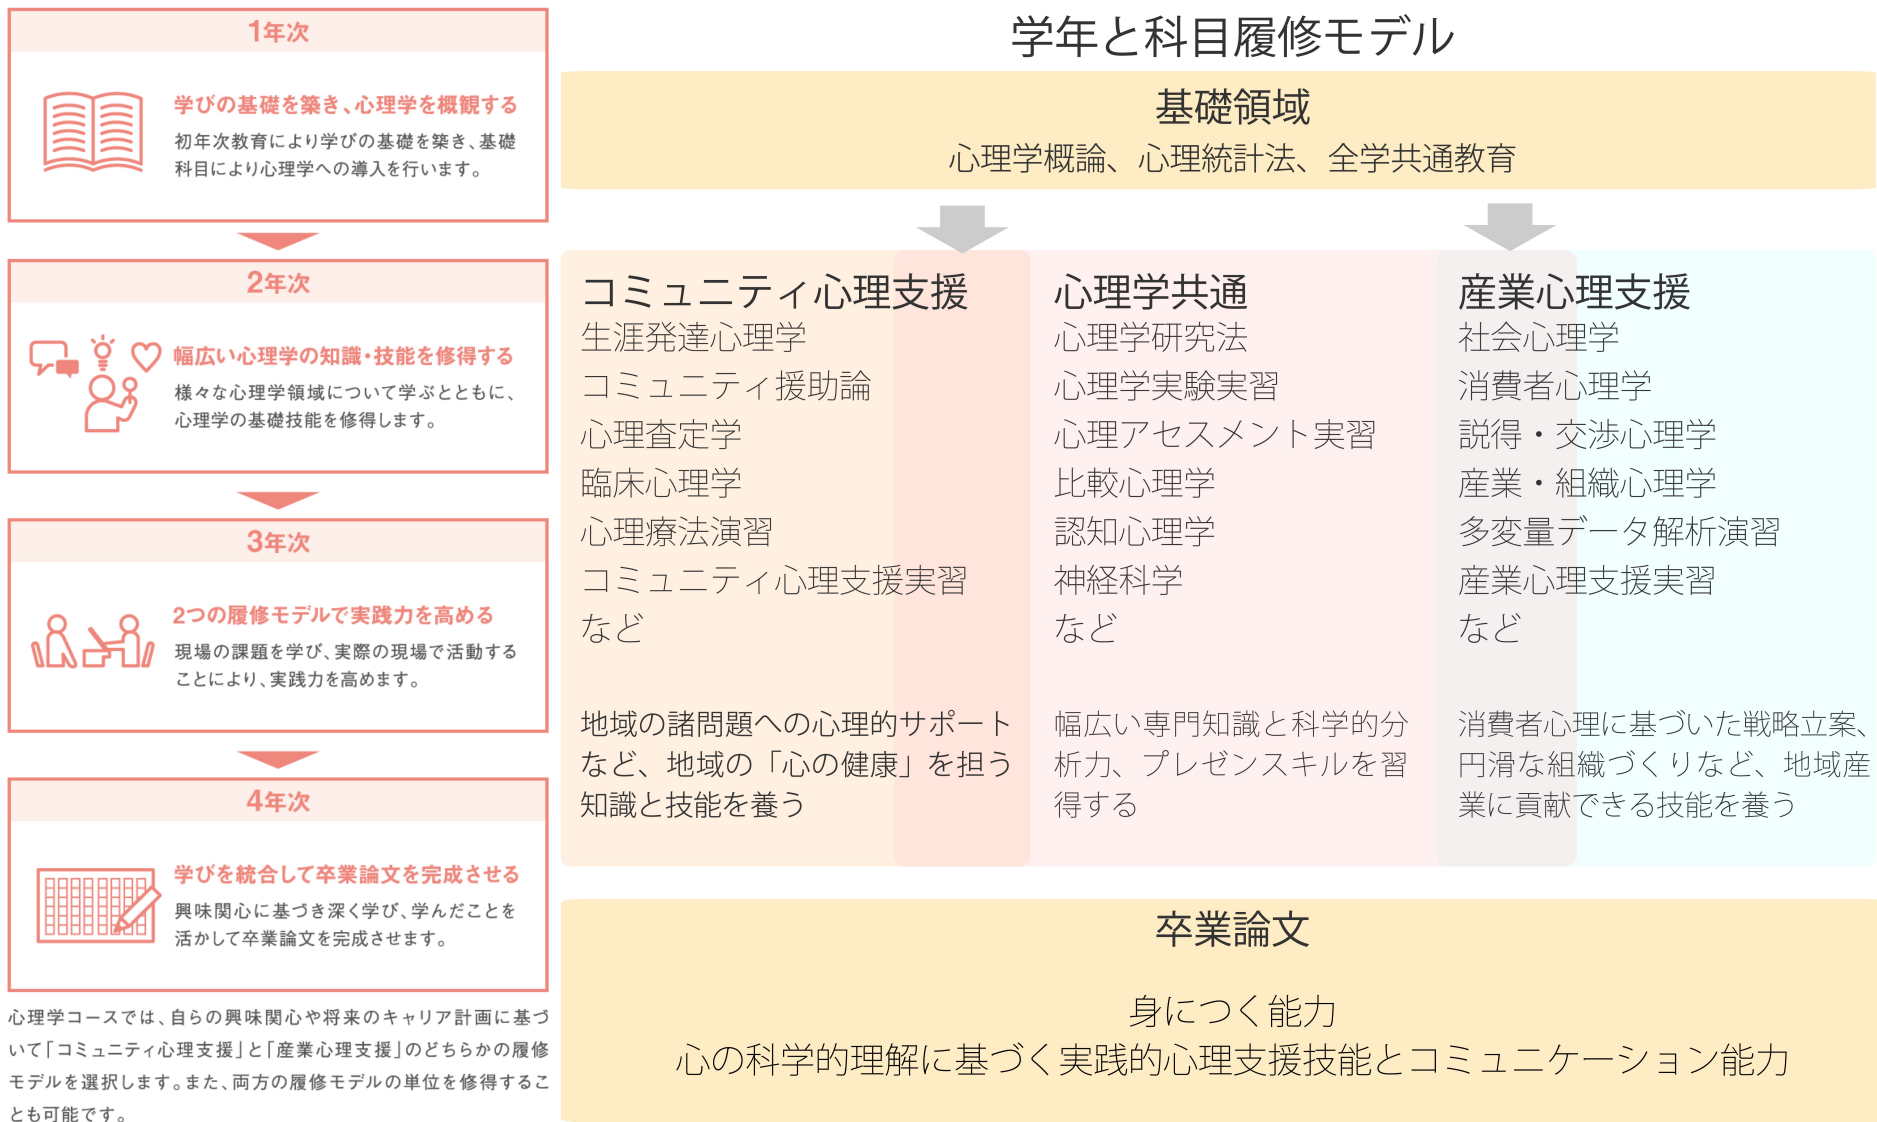 1年次
学びの基礎を築き、心理学を概観する
初年次教育により学びの基礎を築き、基礎
科目により心理学への導入を行います。
2年次
幅広い心理学の知識・技能を修得する
様々な心理学領域について学ぶとともに、
心理学の基礎技能を修得します。
3年次
2つの履修モデルで実践力を高める
現場の課題を学び、実際の現場で活動する
ことにより、実践力を高めます。
4年次
学びを統合して卒業論文を完成させる
興味関心に基づき深く学び、学んだことを
活かして卒業論文を完成させます。
心理学コースでは、自らの興味関心や将来のキャリア計画に基づ
いて「コミュニティ心理支援」と「産業心理支援」のどちらかの履修
モデルを選択します。また、両方の履修モデルの単位を修得するこ
とも可能です。
学年と科目履修モデル
基礎領域
心理学概論、心理統計法、全学共通教育
コミュニティ心理支援
生涯発達心理学
コミュニティ援助論
心理査定学
臨床心理学
心理療法演習
コミュニティ心理支援実習
など
地域の諸問題への心理的サポート
など、地域の「心の健康」を担う
知識と技能を養う
心理学共通
心理学研究法
心理学実験実習
心理アセスメント実習
比較心理学
認知心理学
神経科学
など
幅広い専門知識と科学的分
析力、プレゼンスキルを習
得する
産業心理支援
社会心理学
消費者心理学
説得・交渉心理学
産業・組織心理学
多変量データ解析演習
産業心理支援実習
など
消費者心理に基づいた戦略立案、
円滑な組織づくりなど、地域産
業に貢献できる技能を養う
卒業論文
身につく能力
心の科学的理解に基づく実践的心理支援技能とコミュニケーション能力